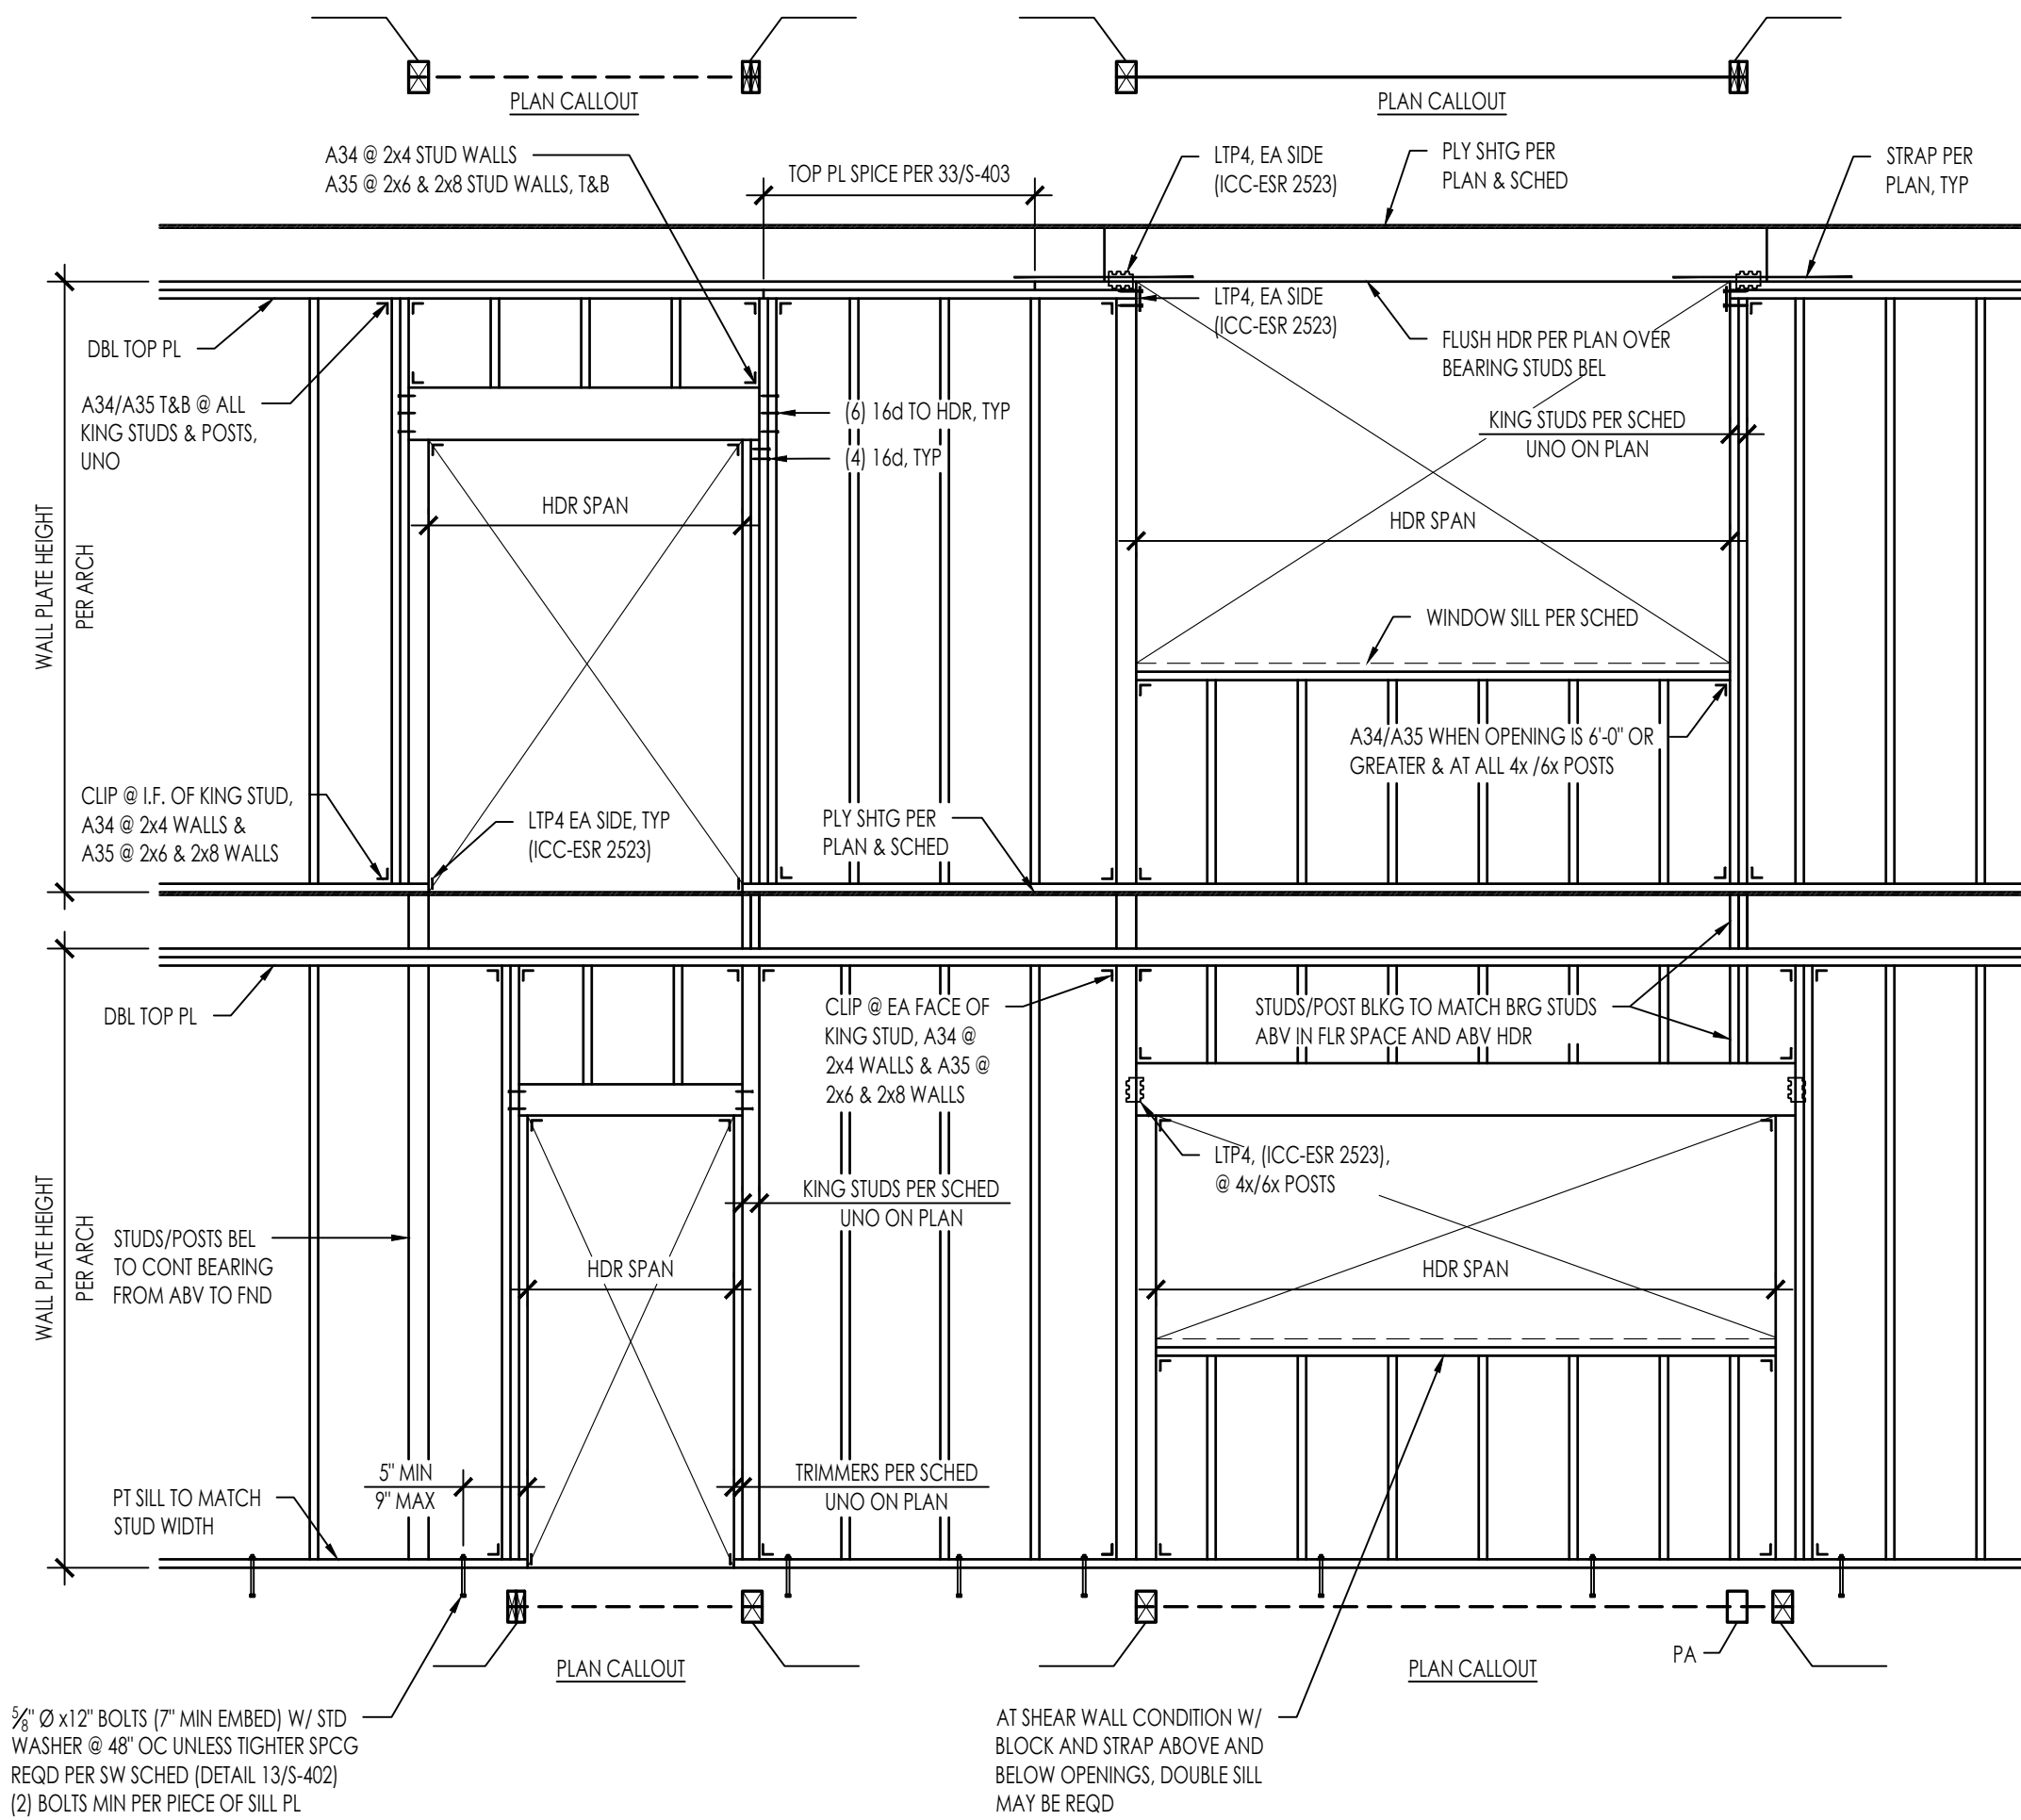 PLAN CALLOUT
PLAN CALLOUT
A34 @ 2x4 STUD WALLS
A35 @ 2x6 & 2x8 STUD WALLS, T&B
TOP PL SPICE PER 33/S-403
LTP4, EA SIDE
(ICC-ESR 2523)
PLY SHTG PER
PLAN & SCHED
STRAP PER
PLAN, TYP
DBL TOP PL
LTP4, EA SIDE
(ICC-ESR 2523)
FLUSH HDR PER PLAN OVER
BEARING STUDS BEL
A34/A35 T&B @ ALL
KING STUDS & POSTS,
UNO
(6) 16d TO HDR, TYP
(4) 16d, TYP
KING STUDS PER SCHED
UNO ON PLAN
HDR SPAN
HDR SPAN
WALL PLATE HEIGHT
PER ARCH
WINDOW SILL PER SCHED
A34/A35 WHEN OPENING IS 6'-0" OR
GREATER & AT ALL 4x /6x POSTS
CLIP @ I.F. OF KING STUD,
A34 @ 2x4 WALLS &
A35 @ 2x6 & 2x8 WALLS
LTP4 EA SIDE, TYP
(ICC-ESR 2523)
PLY SHTG PER
PLAN & SCHED
DBL TOP PL
CLIP @ EA FACE OF
KING STUD, A34 @
2x4 WALLS & A35 @
2x6 & 2x8 WALLS
STUDS/POST BLKG TO MATCH BRG STUDS
ABV IN FLR SPACE AND ABV HDR
LTP4, (ICC-ESR 2523),
@ 4x/6x POSTS
KING STUDS PER SCHED
UNO ON PLAN
WALL PLATE HEIGHT
PER ARCH
STUDS/POSTS BEL
TO CONT BEARING
FROM ABV TO FND
HDR SPAN
HDR SPAN
5" MIN
9" MAX
TRIMMERS PER SCHED
UNO ON PLAN
PT SILL TO MATCH
STUD WIDTH
PLAN CALLOUT
PLAN CALLOUT
PA
⅝" Ø x12" BOLTS (7" MIN EMBED) W/ STD
WASHER @ 48" OC UNLESS TIGHTER SPCG
REQD PER SW SCHED (DETAIL 13/S-402)
(2) BOLTS MIN PER PIECE OF SILL PL
AT SHEAR WALL CONDITION W/
BLOCK AND STRAP ABOVE AND
BELOW OPENINGS, DOUBLE SILL
MAY BE REQD